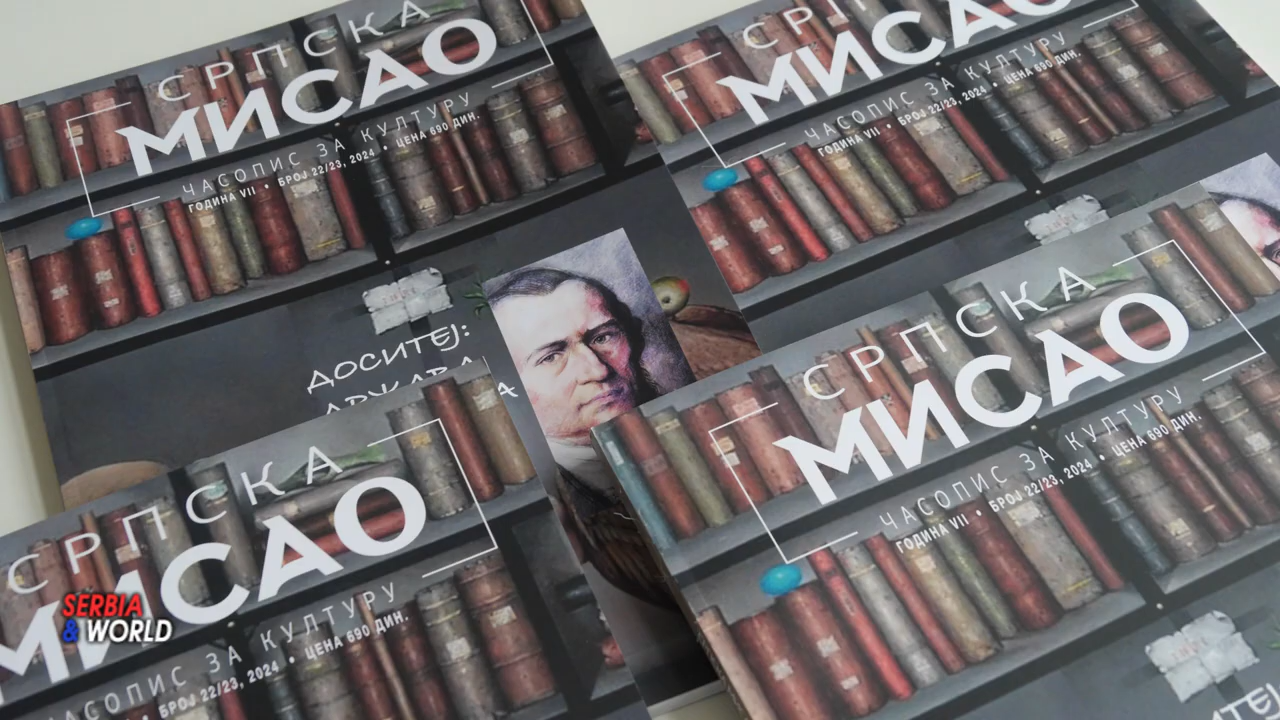 СРПСКА
МИСАО
ЧАСОПИС ЗА КУЛТУРУ
ГОДИНА VII • БРОЈ 22/23, 2024 • ЦЕНА 690 ДИН.
ДОСИТЕЈ:
СРПСКА
МИСАО
ЧАСОПИС ЗА КУЛТУРУ
ГОДИНА VII • БРОЈ 22/23, 2024 • ЦЕНА 690 ДИН.
СРПСКА
МИСАО
ЧАСОПИС ЗА КУЛТУРУ
ГОДИНА VII • БРОЈ 22/23, 2024 • ЦЕНА 690 ДИН.
СРПСКА
МИСАО
ЧАСОПИС ЗА КУЛТУРУ
БРОЈ 22/23, 2024 • ЦЕНА 690 ДИН.
SERBIA
& WORLD